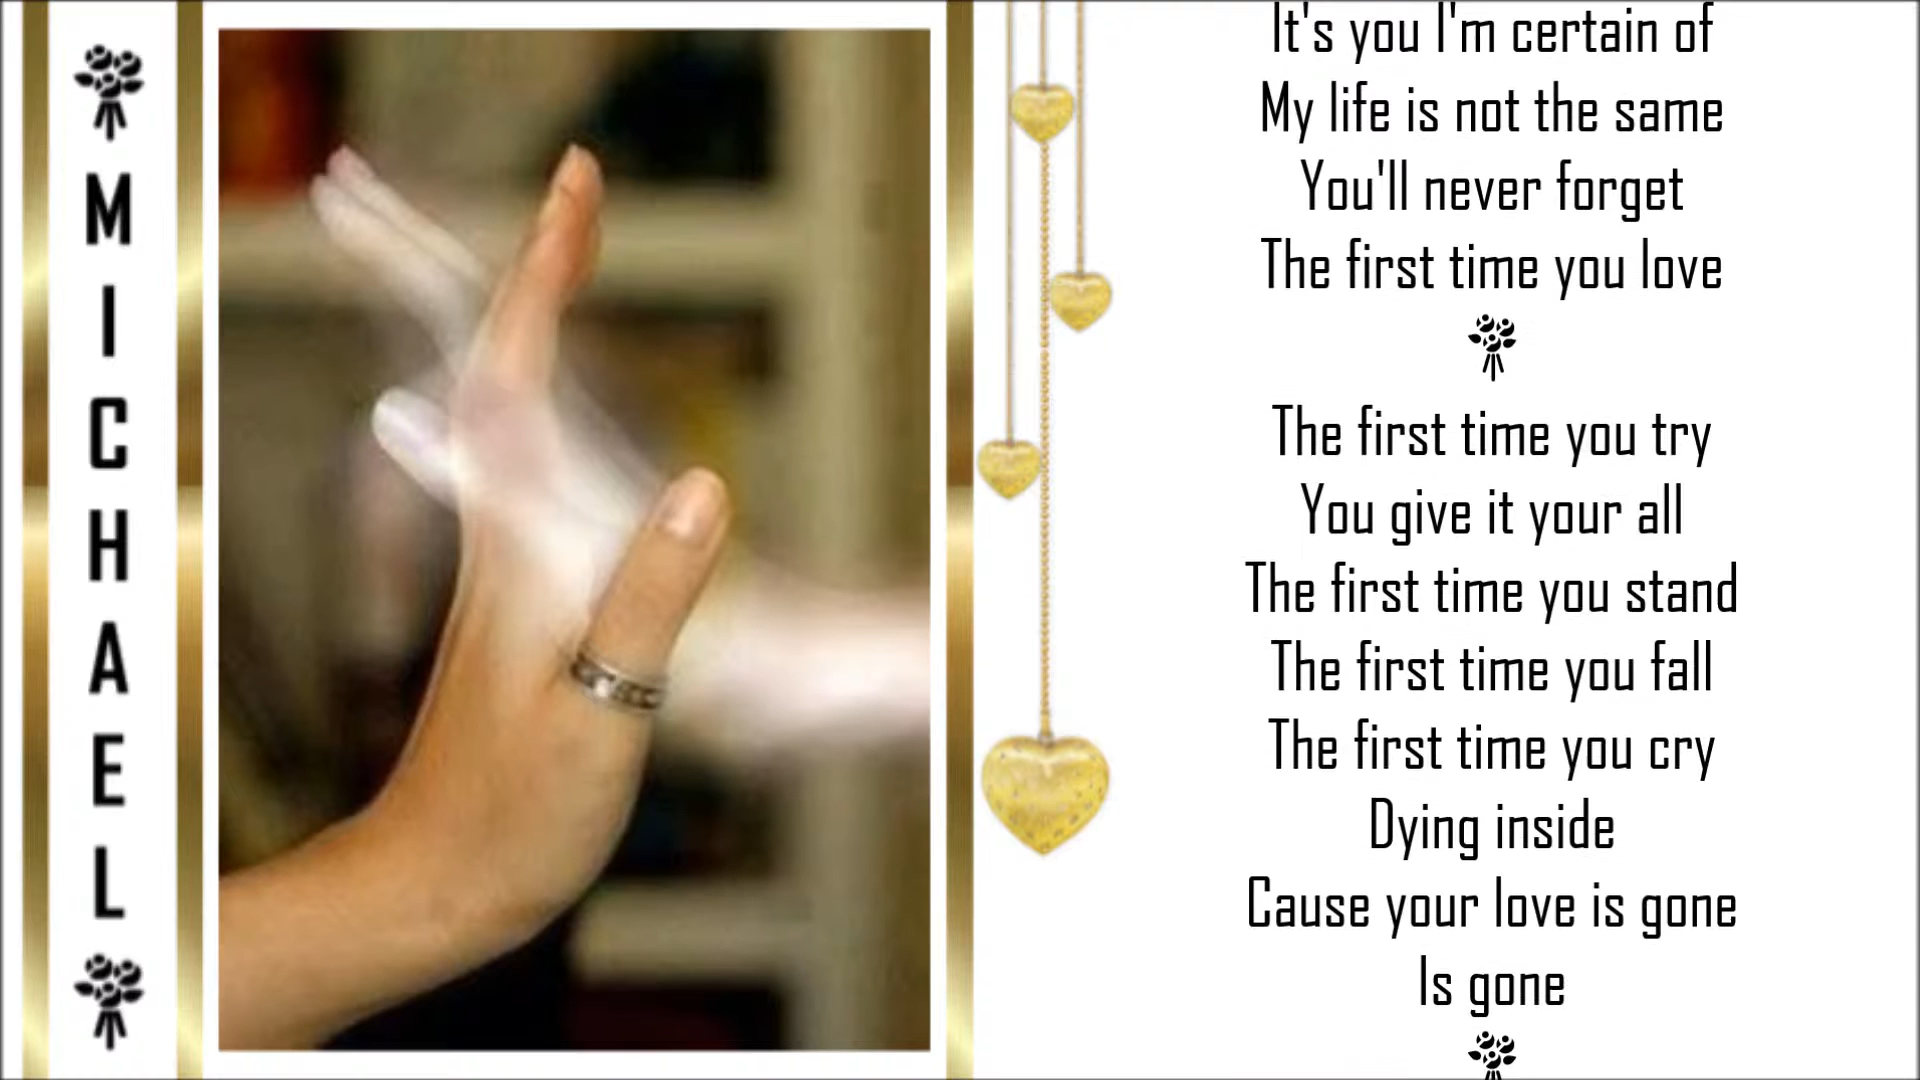 MICHAEL
It's you I'm certain of
My life is not the same
You'll never forget
The first time you love
The first time you try
You give it your all
The first time you stand
The first time you fall
The first time you cry
Dying inside
Cause your love is gone
Is gone